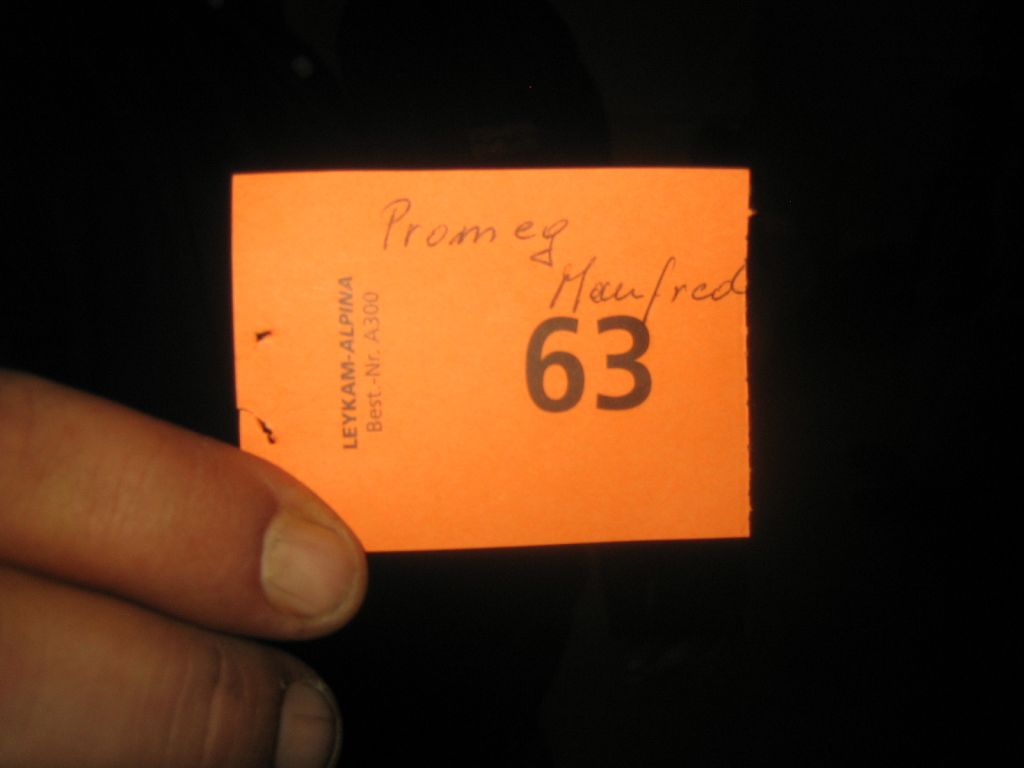 Promeg
Manfred
63
LEYKAM-ALPINA
Best.-Nr. A300